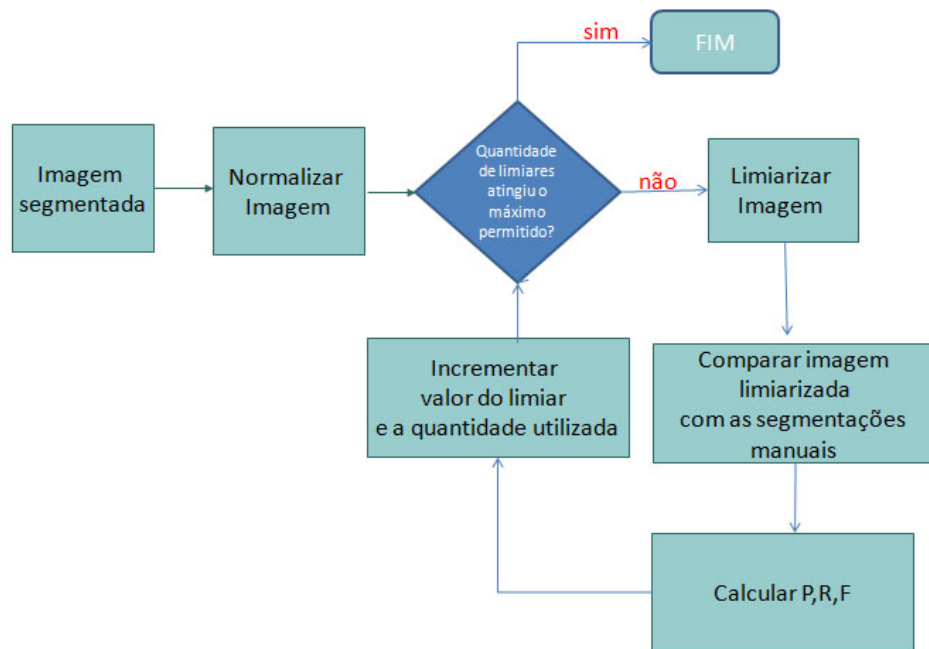 sim
FIM
Imagem
segmentada
Normalizar
Imagem
Quantidade
de limiares
atingiu o
máximo
permitido?
não
Limiarizar
Imagem
Comparar imagem
limiarizada
com as segmentações
manuais
Calcular P,R,F
Incrementar
valor do limiar
e a quantidade utilizada